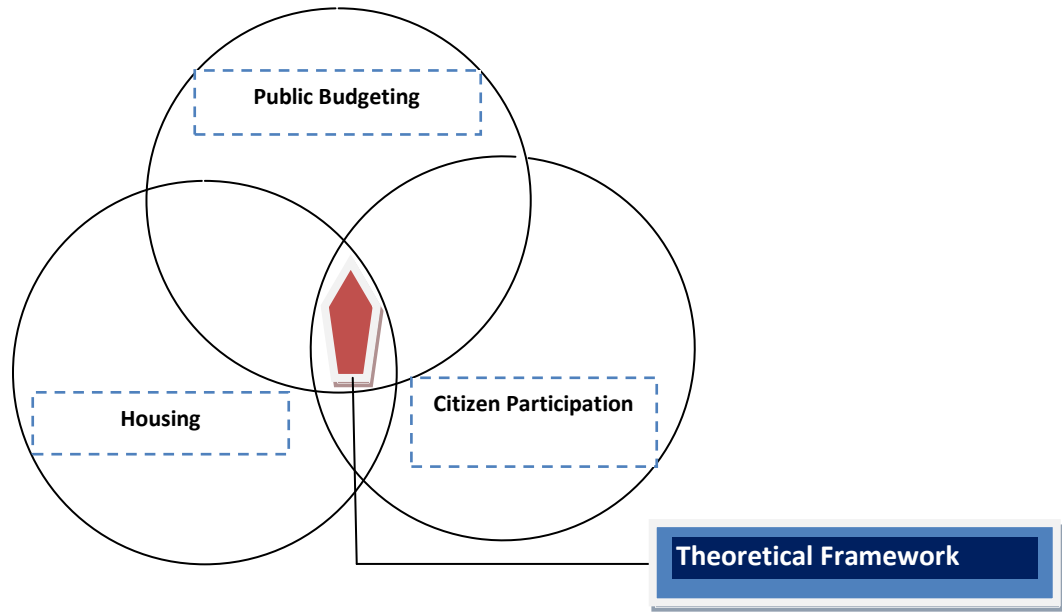 Public Budgeting
Housing
Citizen Participation
Theoretical Framework